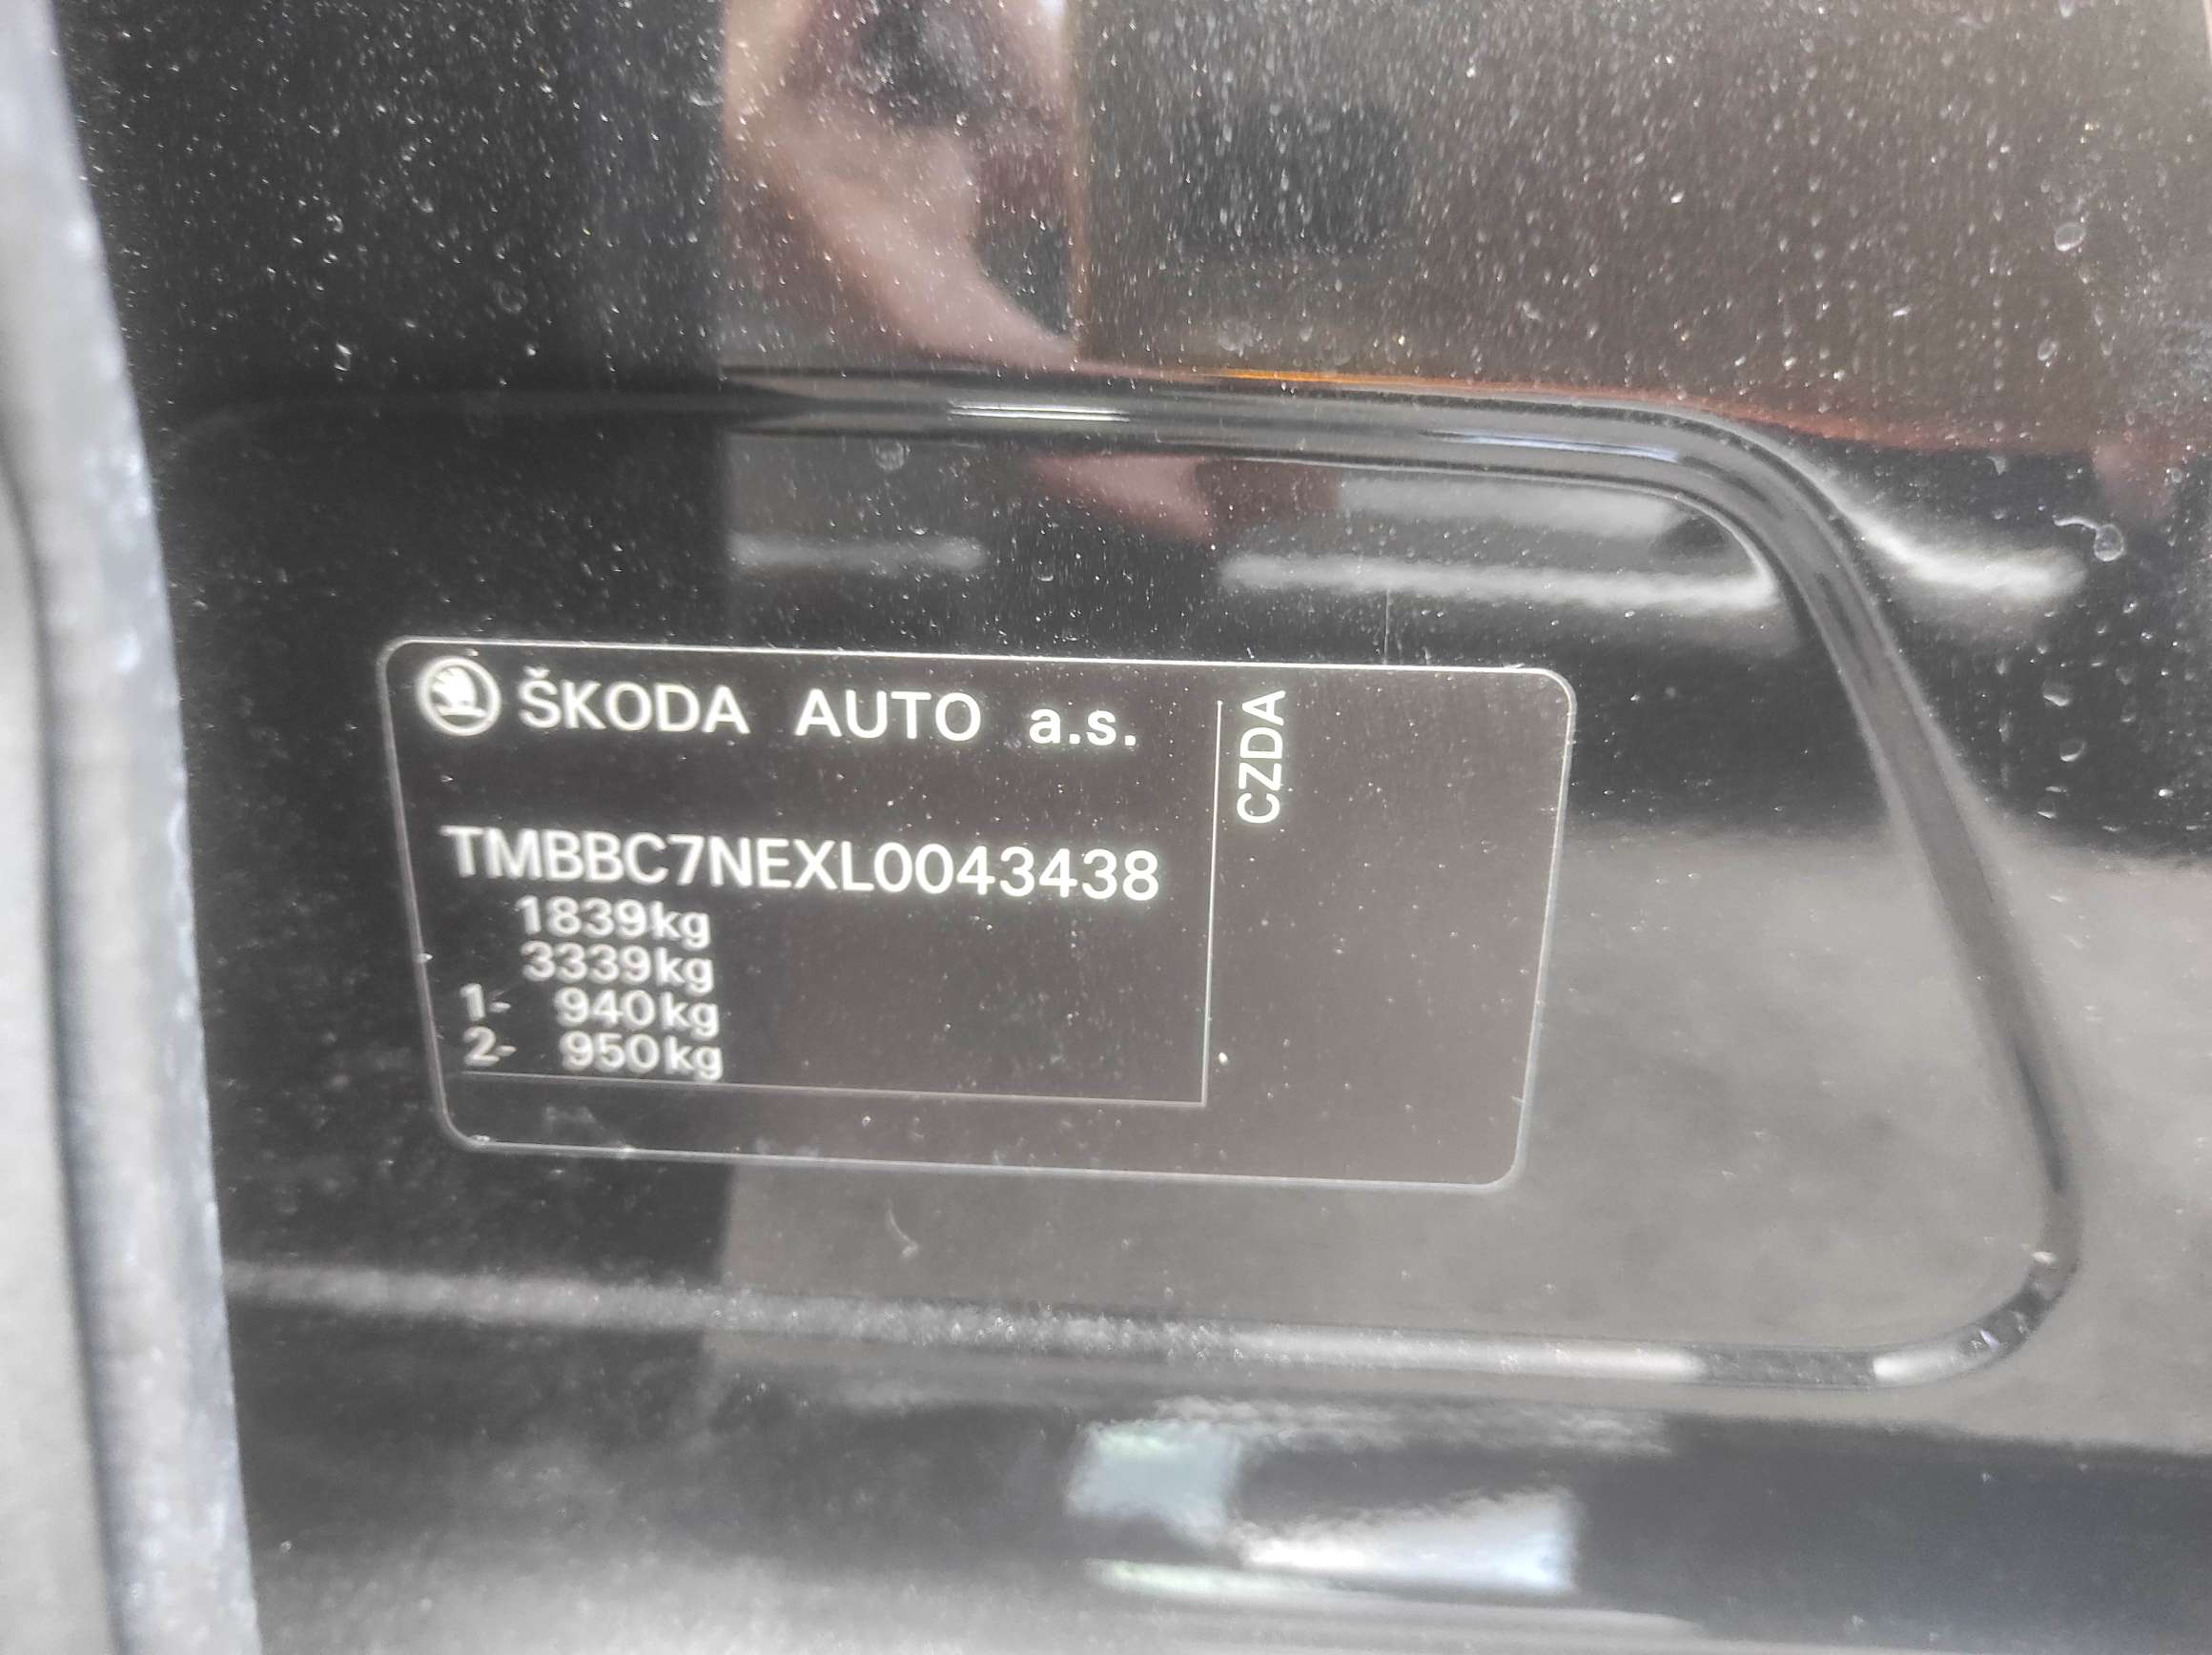 ŠKODA AUTO a.s.
CZDA
TMBBC7NEXL0043438
1839kg
3339kg
1- 940kg
2- 950kg